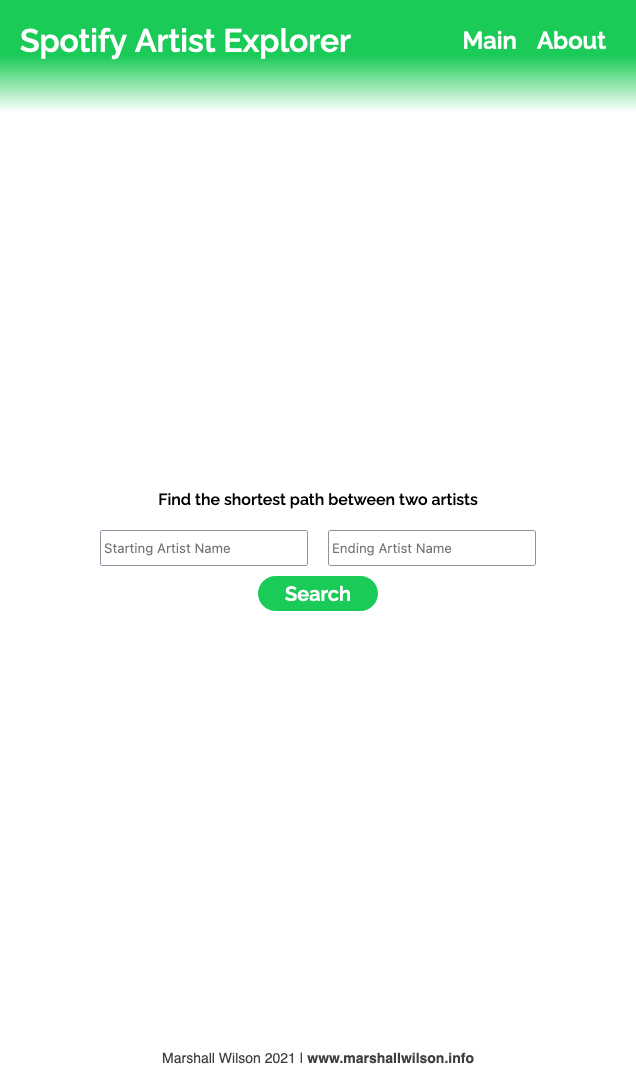 Spotify Artist Explorer Main About
Find the shortest path between two artists
Starting Artist Name Ending Artist Name
Search
Marshall Wilson 2021 | www.marshallwilson.info